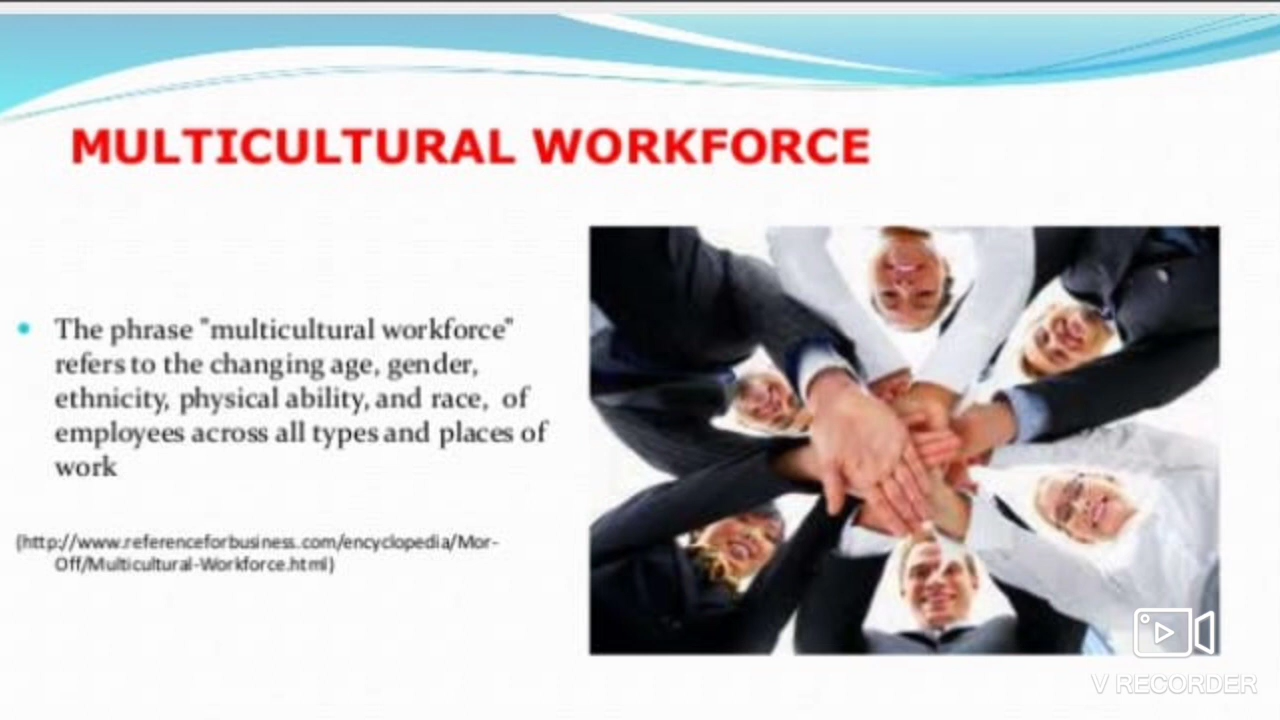 MULTICULTURAL WORKFORCE
The phrase "multicultural workforce"
refers to the changing age, gender,
ethnicity, physical ability, and race, of
employees across all types and places of
work
(http://www.referenceforbusiness.com/encyclopedia/Mor-
Off/Multicultural-Workforce.html)
V RECORDER